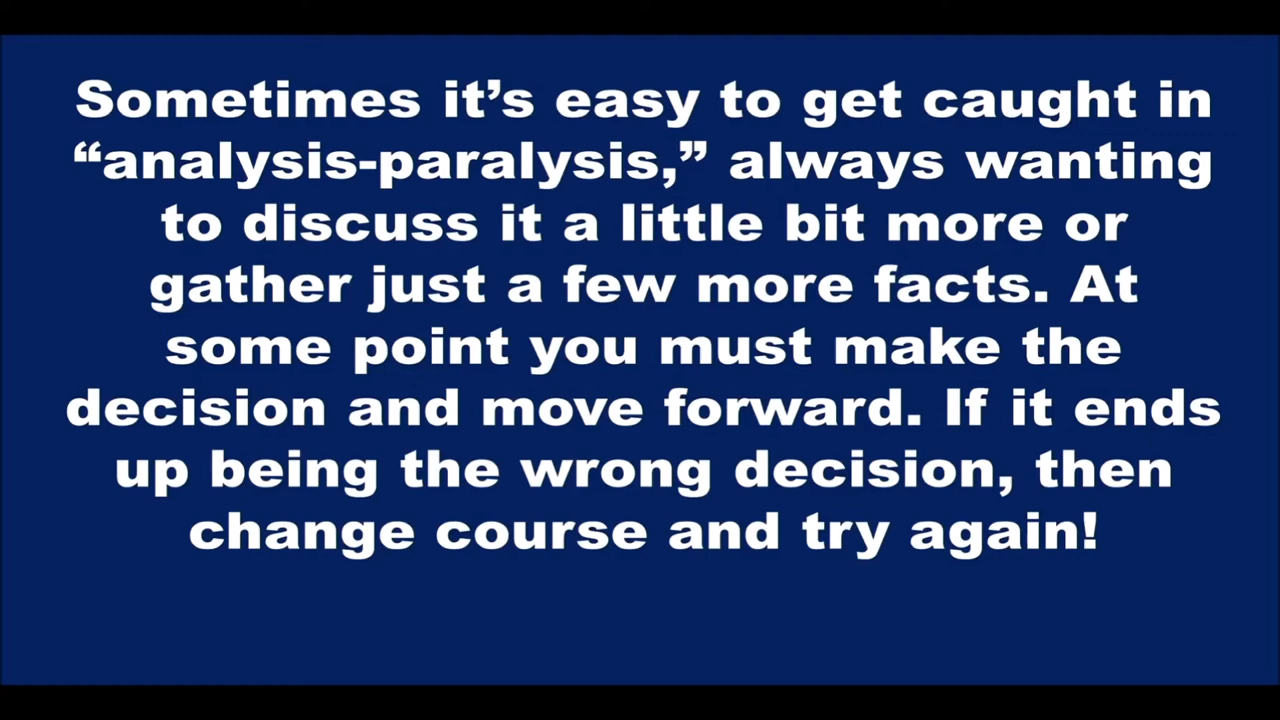 Sometimes it’s easy to get caught in
“analysis-paralysis,” always wanting
to discuss it a little bit more or
gather just a few more facts. At
some point you must make the
decision and move forward. If it ends
up being the wrong decision, then
change course and try again!